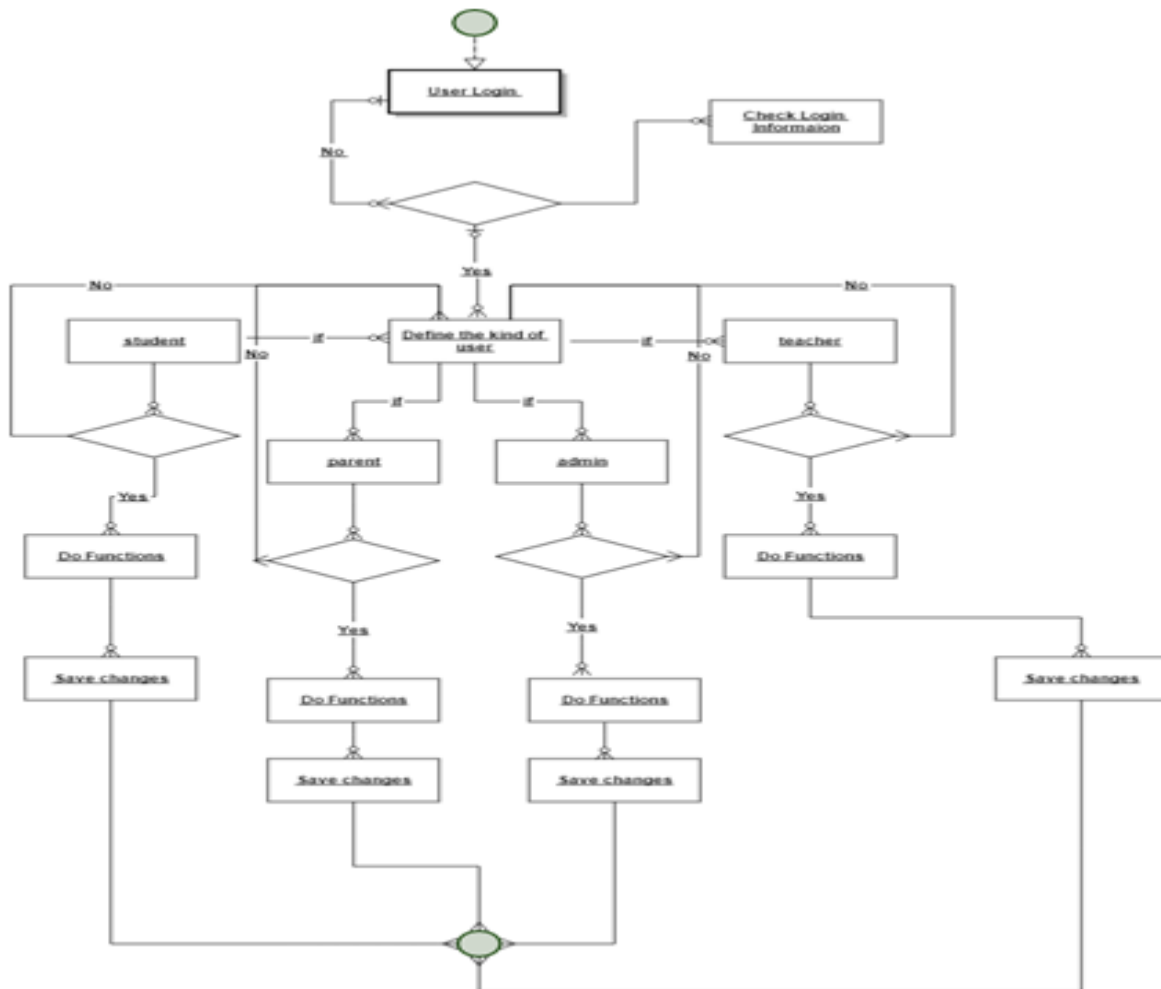 User Login
Check Login
Informaion
No
Yes
No
No
student
if
Define the kind of
user
if
teacher
No
No
if
if
parent
admin
Yes
Yes
Do Functions
Do Functions
Yes
Yes
Save changes
Save changes
Do Functions
Do Functions
Save changes
Save changes